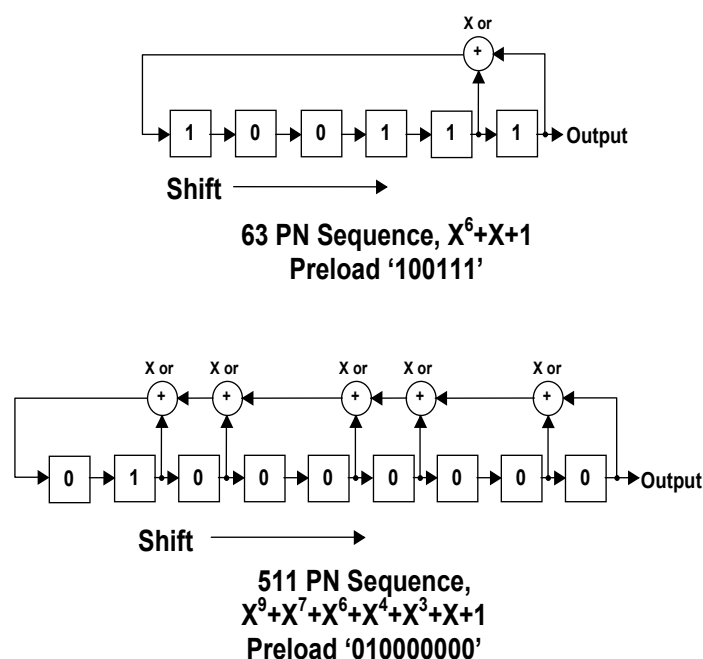 X or
+
1 0 0 1 1 1 Output
Shift
63 PN Sequence, X⁶+X+1
Preload ‘100111’
X or X or X or X or X or
+ + + + +
0 1 0 0 0 0 0 0 0 Output
Shift
511 PN Sequence,
X⁹+X⁷+X⁶+X⁴+X³+X+1
Preload ‘010000000’